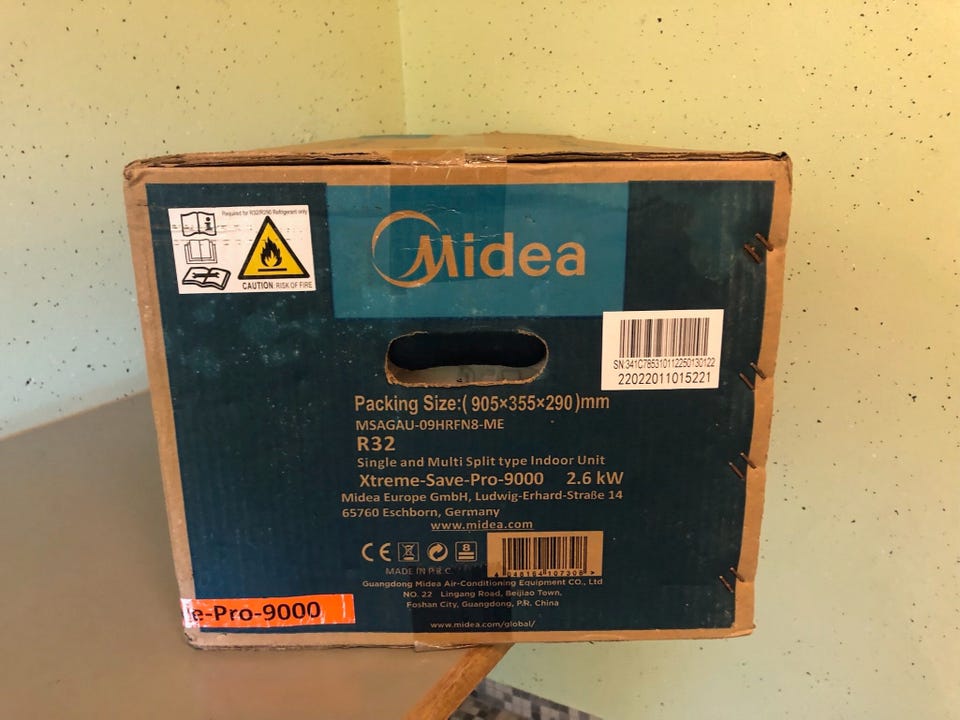 Required for R32/R290 Refrigerant only
CAUTION: RISK OF FIRE
Midea
SN:341C785310112250130122
22022011015221
Packing Size:(905×355×290)mm
MSAGAU-09HRFN8-ME
R32
Single and Multi Split type Indoor Unit
Xtreme-Save-Pro-9000 2.6 kW
Midea Europe GmbH, Ludwig-Erhard-Straße 14
65760 Eschborn, Germany
www.midea.com
CE
8
MADE IN P.R.C.
Guangdong Midea Air-Conditioning Equipment CO., Ltd
NO. 22 Lingang Road, Beijiao Town,
Foshan City, Guangdong, P.R. China
e-Pro-9000
www.midea.com/global/